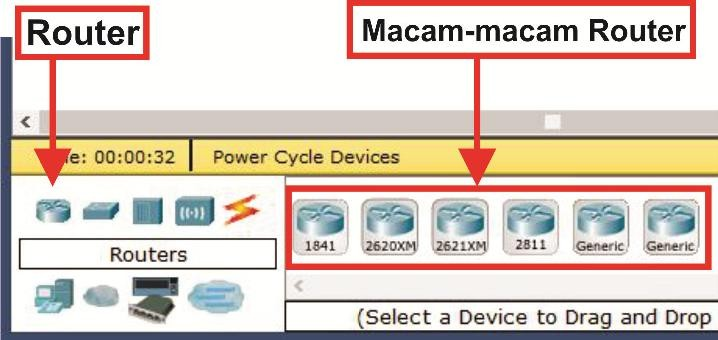 Router
Macam-macam Router
<
e: 00:00:32
Power Cycle Devices
1841
2620XM
2621XM
2811
Generic
Generic
Routers
<
(Select a Device to Drag and Drop